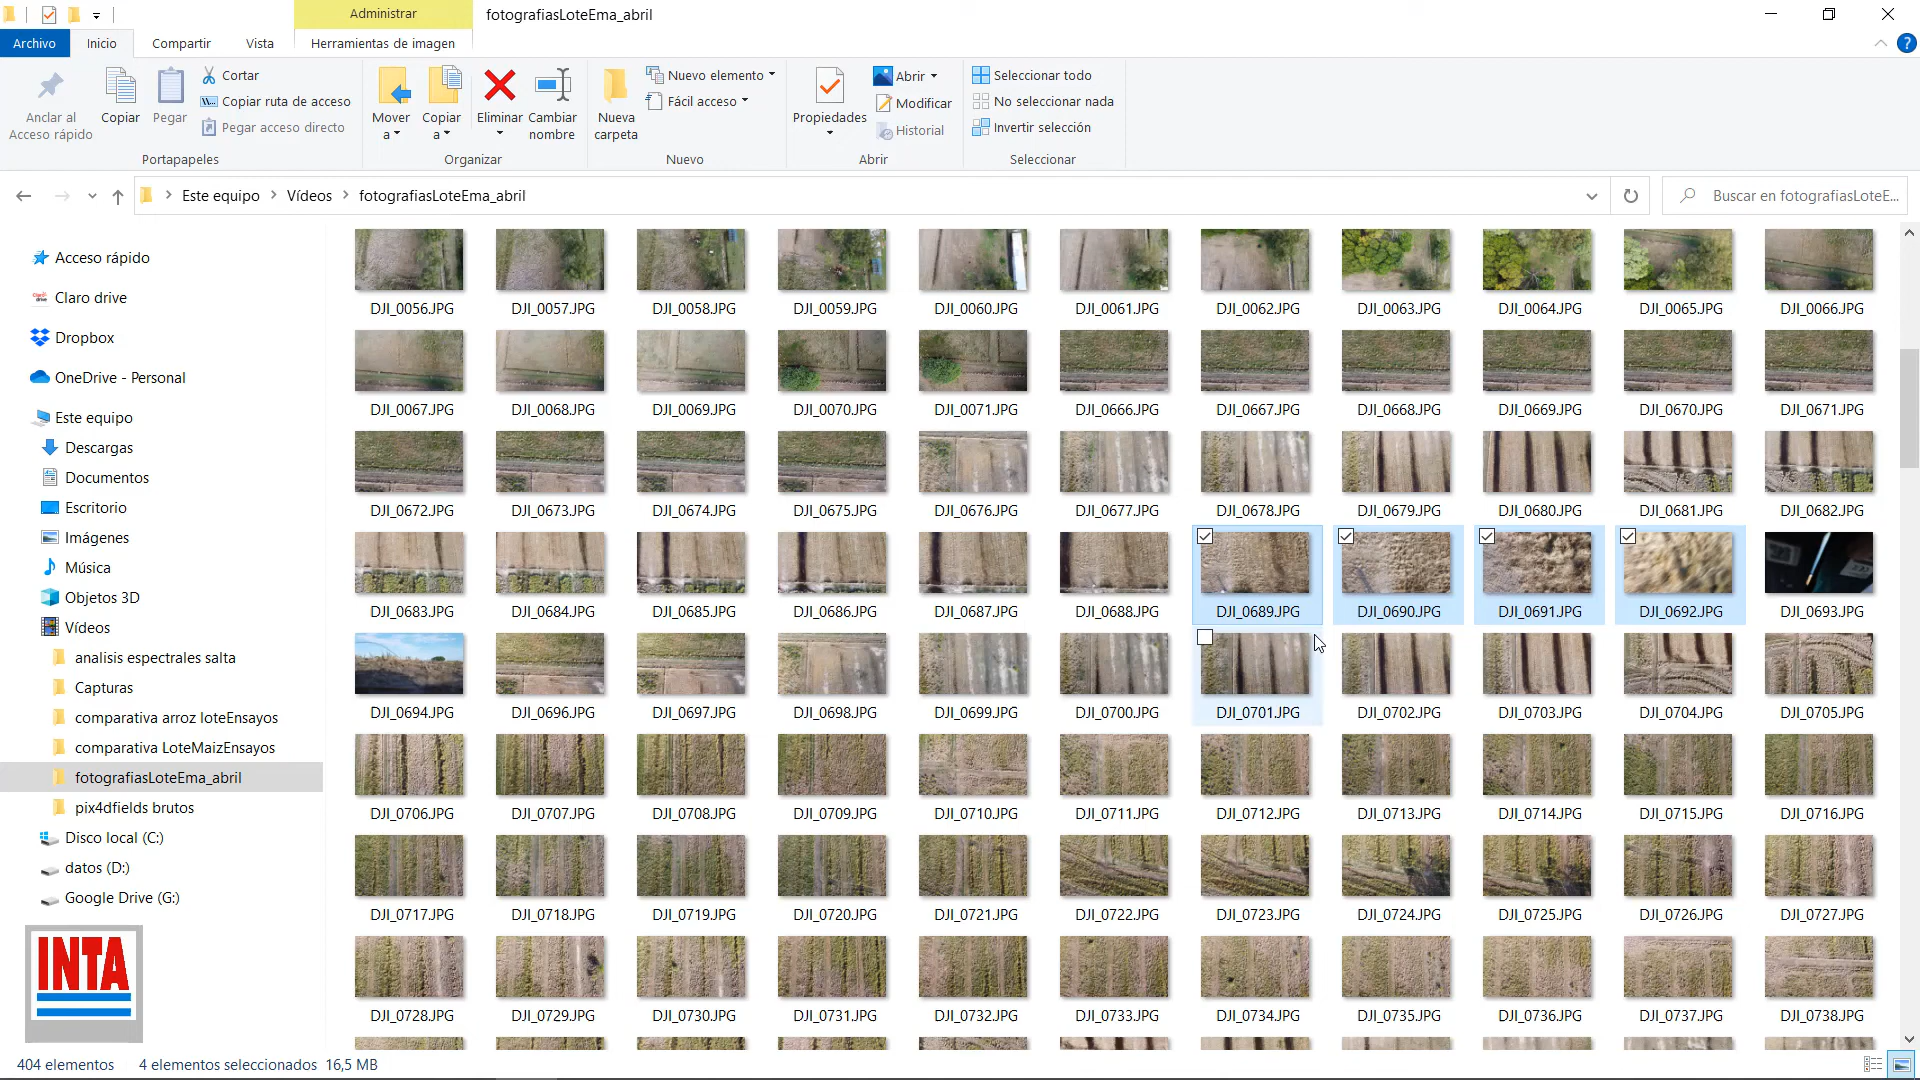 Administrar
fotografiasLoteEma_abril
Archivo
Inicio
Compartir
Vista
Herramientas de imagen
Anclar al
Acceso rápido
Copiar
Pegar
Cortar
Copiar ruta de acceso
Pegar acceso directo
Portapapeles
Mover
a
Copiar
a
Eliminar
Cambiar
nombre
Organizar
Nueva
carpeta
Nuevo elemento
Fácil acceso
Nuevo
Propiedades
Abrir
Modificar
Historial
Abrir
Seleccionar todo
No seleccionar nada
Invertir selección
Seleccionar
Este equipo > Vídeos > fotografiasLoteEma_abril
Buscar en fotografiasLoteE...
Acceso rápido
Claro drive
Dropbox
OneDrive - Personal
Este equipo
Descargas
Documentos
Escritorio
Imágenes
Música
Objetos 3D
Vídeos
analisis espectrales salta
Capturas
comparativa arroz loteEnsayos
comparativa LoteMaizEnsayos
fotografiasLoteEma_abril
pix4dfields brutos
Disco local (C:)
datos (D:)
Google Drive (G:)
INTA
DJI_0056.JPG DJI_0057.JPG DJI_0058.JPG DJI_0059.JPG DJI_0060.JPG DJI_0061.JPG DJI_0062.JPG DJI_0063.JPG DJI_0064.JPG DJI_0065.JPG DJI_0066.JPG
DJI_0067.JPG DJI_0068.JPG DJI_0069.JPG DJI_0070.JPG DJI_0071.JPG DJI_0666.JPG DJI_0667.JPG DJI_0668.JPG DJI_0669.JPG DJI_0670.JPG DJI_0671.JPG
DJI_0672.JPG DJI_0673.JPG DJI_0674.JPG DJI_0675.JPG DJI_0676.JPG DJI_0677.JPG DJI_0678.JPG DJI_0679.JPG DJI_0680.JPG DJI_0681.JPG DJI_0682.JPG
DJI_0683.JPG DJI_0684.JPG DJI_0685.JPG DJI_0686.JPG DJI_0687.JPG DJI_0688.JPG DJI_0689.JPG DJI_0690.JPG DJI_0691.JPG DJI_0692.JPG DJI_0693.JPG
DJI_0694.JPG DJI_0696.JPG DJI_0697.JPG DJI_0698.JPG DJI_0699.JPG DJI_0700.JPG DJI_0701.JPG DJI_0702.JPG DJI_0703.JPG DJI_0704.JPG DJI_0705.JPG
DJI_0706.JPG DJI_0707.JPG DJI_0708.JPG DJI_0709.JPG DJI_0710.JPG DJI_0711.JPG DJI_0712.JPG DJI_0713.JPG DJI_0714.JPG DJI_0715.JPG DJI_0716.JPG
DJI_0717.JPG DJI_0718.JPG DJI_0719.JPG DJI_0720.JPG DJI_0721.JPG DJI_0722.JPG DJI_0723.JPG DJI_0724.JPG DJI_0725.JPG DJI_0726.JPG DJI_0727.JPG
DJI_0728.JPG DJI_0729.JPG DJI_0730.JPG DJI_0731.JPG DJI_0732.JPG DJI_0733.JPG DJI_0734.JPG DJI_0735.JPG DJI_0736.JPG DJI_0737.JPG DJI_0738.JPG
404 elementos
4 elementos seleccionados 16,5 MB